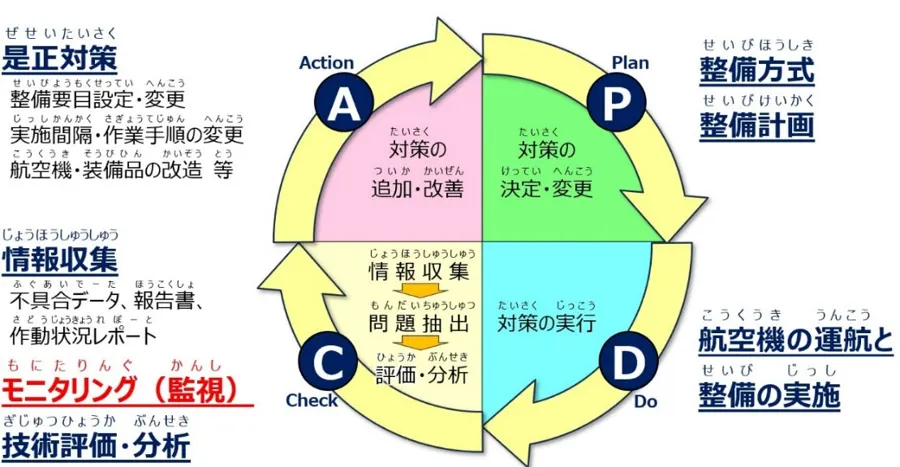 ぜせいたいさく
是正対策
せいびようもくせってい へんこう
整備要目設定・変更
じっしかんかく さぎょうてじゅん へんこう
実施間隔・作業手順の変更
こうくうき そうびひん かいぞう とう
航空機・装備品の改造 等
じょうほうしゅうしゅう
情報収集
ふぐあいでーた ほうこくしょ
不具合データ、報告書、
さどうじょうきょうれぽーと
作動状況レポート
もにたりんぐ かんし
モニタリング（監視）
ぎじゅつひょうか ぶんせき
技術評価・分析
Action
A
たいさく
対策の
ついか かいぜん
追加・改善
Plan
P
たいさく
対策の
けってい へんこう
決定・変更
じょうほうしゅうしゅう
情報収集
もんだいちゅうしゅつ
問題抽出
ひょうか ぶんせき
評価・分析
C
Check
たいさく じっこう
対策の実行
D
Do
せいびほうしき
整備方式
せいびけいかく
整備計画
こうくうき うんこう
航空機の運航と
せいび じっし
整備の実施